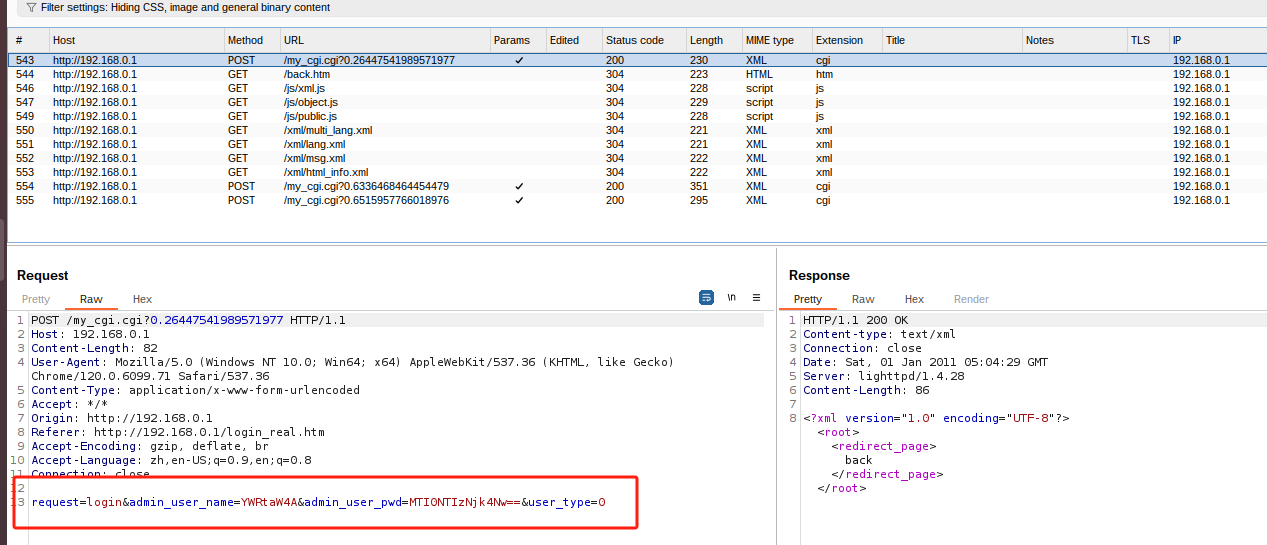 Filter settings: Hiding CSS, image and general binary content
# Host Method URL Params Edited Status code Length MIME type Extension Title Notes TLS IP
543 http://192.168.0.1 POST /my_cgi.cgi?0.26447541989571977 ✓ 200 230 XML cgi 192.168.0.1
544 http://192.168.0.1 GET /back.htm 304 223 HTML htm 192.168.0.1
546 http://192.168.0.1 GET /js/xml.js 304 228 script js 192.168.0.1
547 http://192.168.0.1 GET /js/object.js 304 229 script js 192.168.0.1
549 http://192.168.0.1 GET /js/public.js 304 228 script js 192.168.0.1
550 http://192.168.0.1 GET /xml/multi_lang.xml 304 221 XML xml 192.168.0.1
551 http://192.168.0.1 GET /xml/lang.xml 304 221 XML xml 192.168.0.1
552 http://192.168.0.1 GET /xml/msg.xml 304 222 XML xml 192.168.0.1
553 http://192.168.0.1 GET /xml/html_info.xml 304 222 XML xml 192.168.0.1
554 http://192.168.0.1 POST /my_cgi.cgi?0.6336468464454479 ✓ 200 351 XML cgi 192.168.0.1
555 http://192.168.0.1 POST /my_cgi.cgi?0.6515957766018976 ✓ 200 295 XML cgi 192.168.0.1
Request
Pretty Raw Hex \n
1 POST /my_cgi.cgi?0.26447541989571977 HTTP/1.1
2 Host: 192.168.0.1
3 Content-Length: 82
4 User-Agent: Mozilla/5.0 (Windows NT 10.0; Win64; x64) AppleWebKit/537.36 (KHTML, like Gecko)
Chrome/120.0.6099.71 Safari/537.36
5 Content-Type: application/x-www-form-urlencoded
6 Accept: */*
7 Origin: http://192.168.0.1
8 Referer: http://192.168.0.1/login_real.htm
9 Accept-Encoding: gzip, deflate, br
10 Accept-Language: zh,en-US;q=0.9,en;q=0.8
11 Connection: close
12
13 request=login&admin_user_name=YWRtaW4A&admin_user_pwd=MTI0NTIzNjk4Nw==&user_type=0
Response
Pretty Raw Hex Render
1 HTTP/1.1 200 OK
2 Content-type: text/xml
3 Connection: close
4 Date: Sat, 01 Jan 2011 05:04:29 GMT
5 Server: lighttpd/1.4.28
6 Content-Length: 86
7
8 <?xml version="1.0" encoding="UTF-8"?>
<root>
<redirect_page>
back
</redirect_page>
</root>